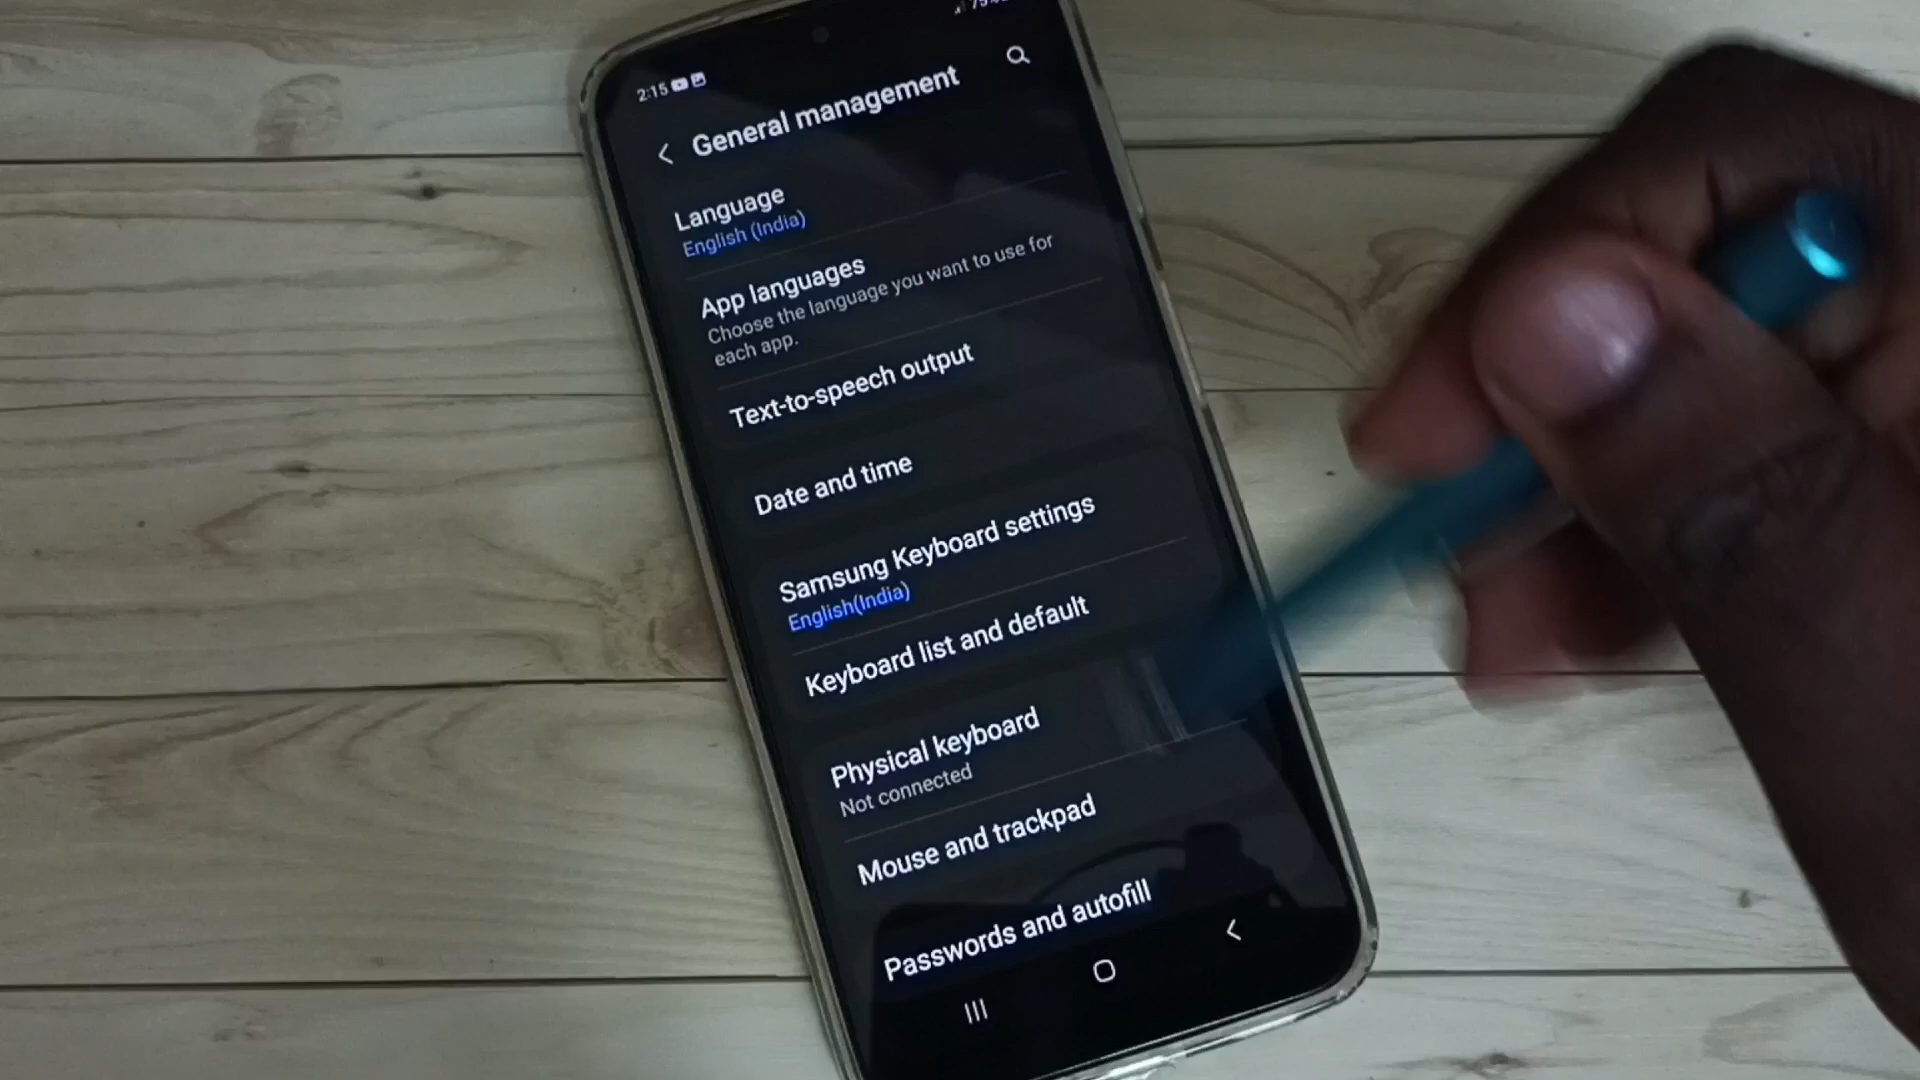 2:15
General management
Language
English (India)
App languages
Choose the language you want to use for
each app.
Text-to-speech output
Date and time
Samsung Keyboard settings
English(India)
Keyboard list and default
Physical keyboard
Not connected
Mouse and trackpad
Passwords and autofill